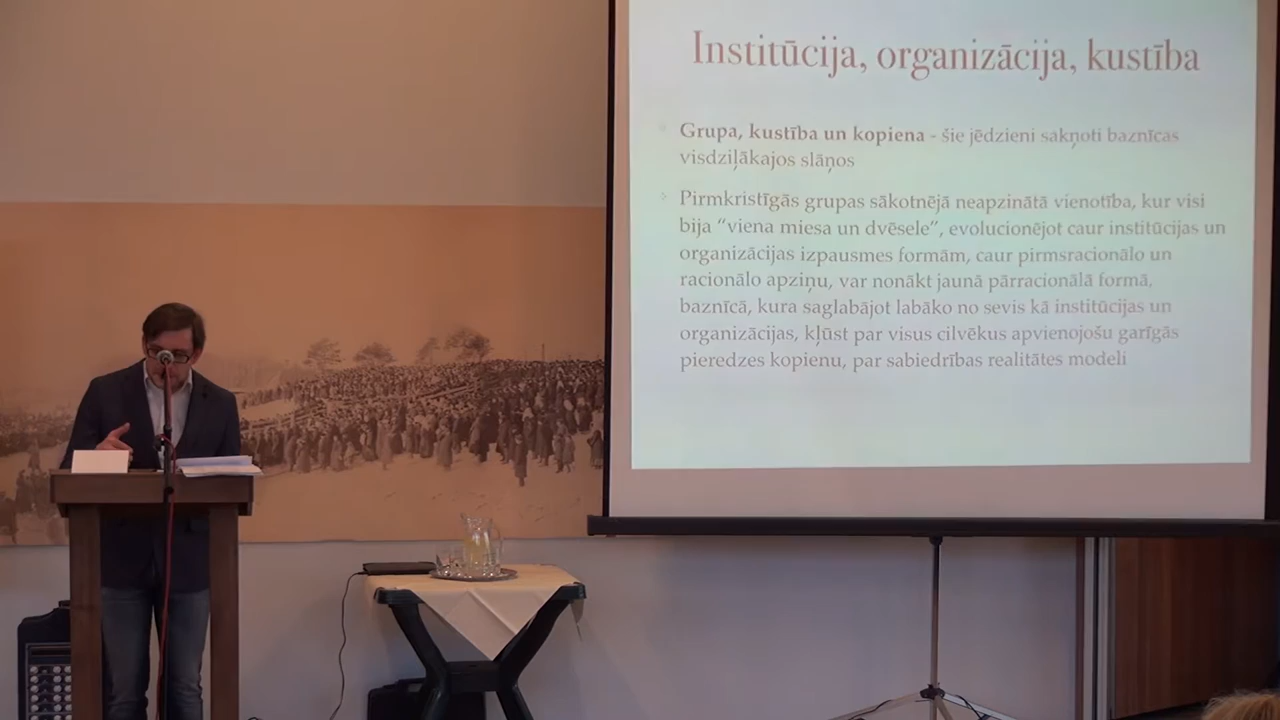 Institūcija, organizācija, kustība
Grupa, kustība un kopiena - šie jēdzieni sakņoti baznīcas
visdziļākajos slāņos
Pirmkristīgās grupas sākotnējā neapzinātā vienotība, kur visi
bija “viena miesa un dvēsele”, evolucionējot caur institūcijas un
organizācijas izpausmes formām, caur pirmsracionālo un
racionālo apziņu, var nonākt jaunā pārracionālā formā,
baznīcā, kura saglabājot labāko no sevis kā institūcijas un
organizācijas, kļūst par visus cilvēkus apvienojošu garīgās
pieredzes kopienu, par sabiedrības realitātes modeli